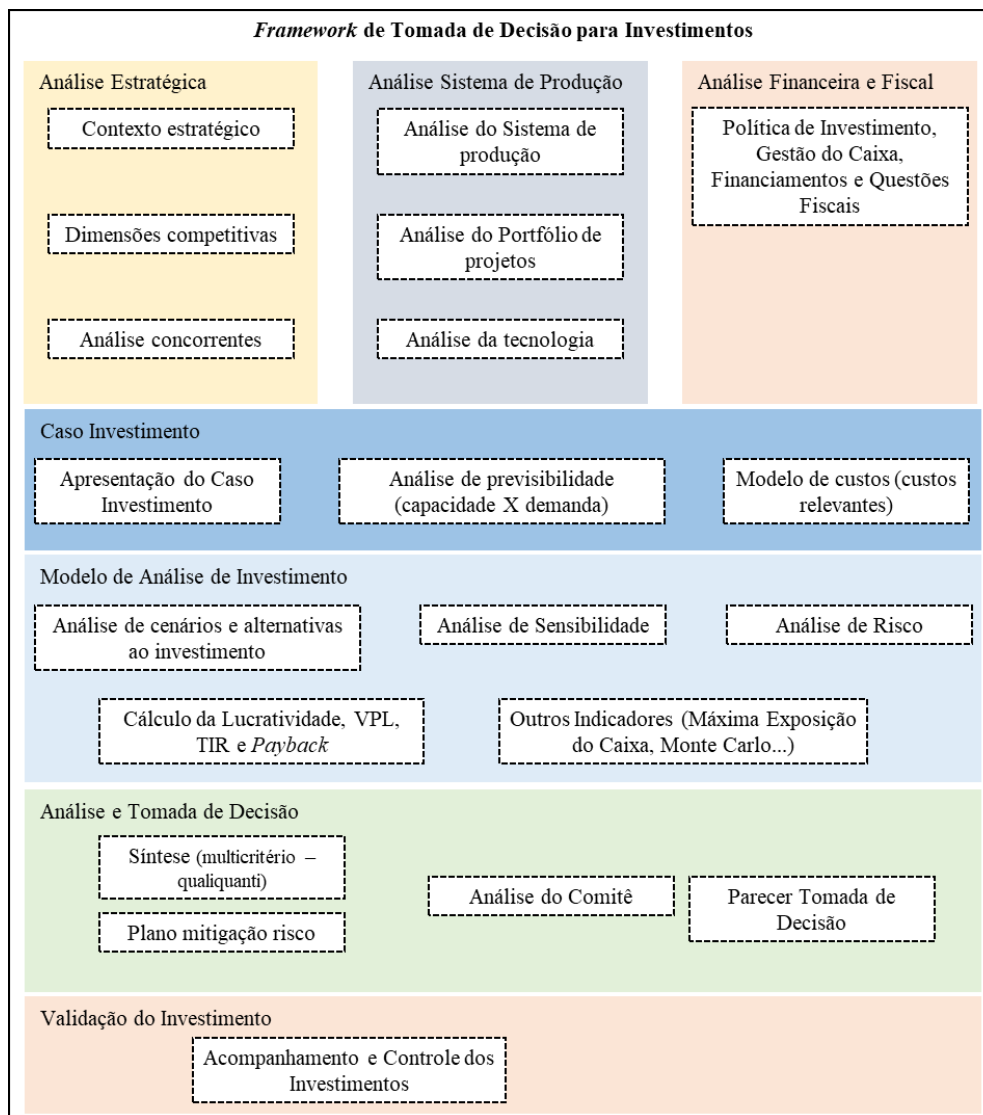 Framework de Tomada de Decisão para Investimentos
Análise Estratégica
Contexto estratégico
Dimensões competitivas
Análise concorrentes
Análise Sistema de Produção
Análise do Sistema de
produção
Análise do Portfólio de
projetos
Análise da tecnologia
Análise Financeira e Fiscal
Política de Investimento,
Gestão do Caixa,
Financiamentos e Questões
Fiscais
Caso Investimento
Apresentação do Caso
Investimento
Análise de previsibilidade
(capacidade X demanda)
Modelo de custos (custos
relevantes)
Modelo de Análise de Investimento
Análise de cenários e alternativas
ao investimento
Análise de Sensibilidade
Análise de Risco
Cálculo da Lucratividade, VPL,
TIR e Payback
Outros Indicadores (Máxima Exposição
do Caixa, Monte Carlo...)
Análise e Tomada de Decisão
Síntese (multicritério –
qualiquanti)
Plano mitigação risco
Análise do Comitê
Parecer Tomada de
Decisão
Validação do Investimento
Acompanhamento e Controle dos
Investimentos